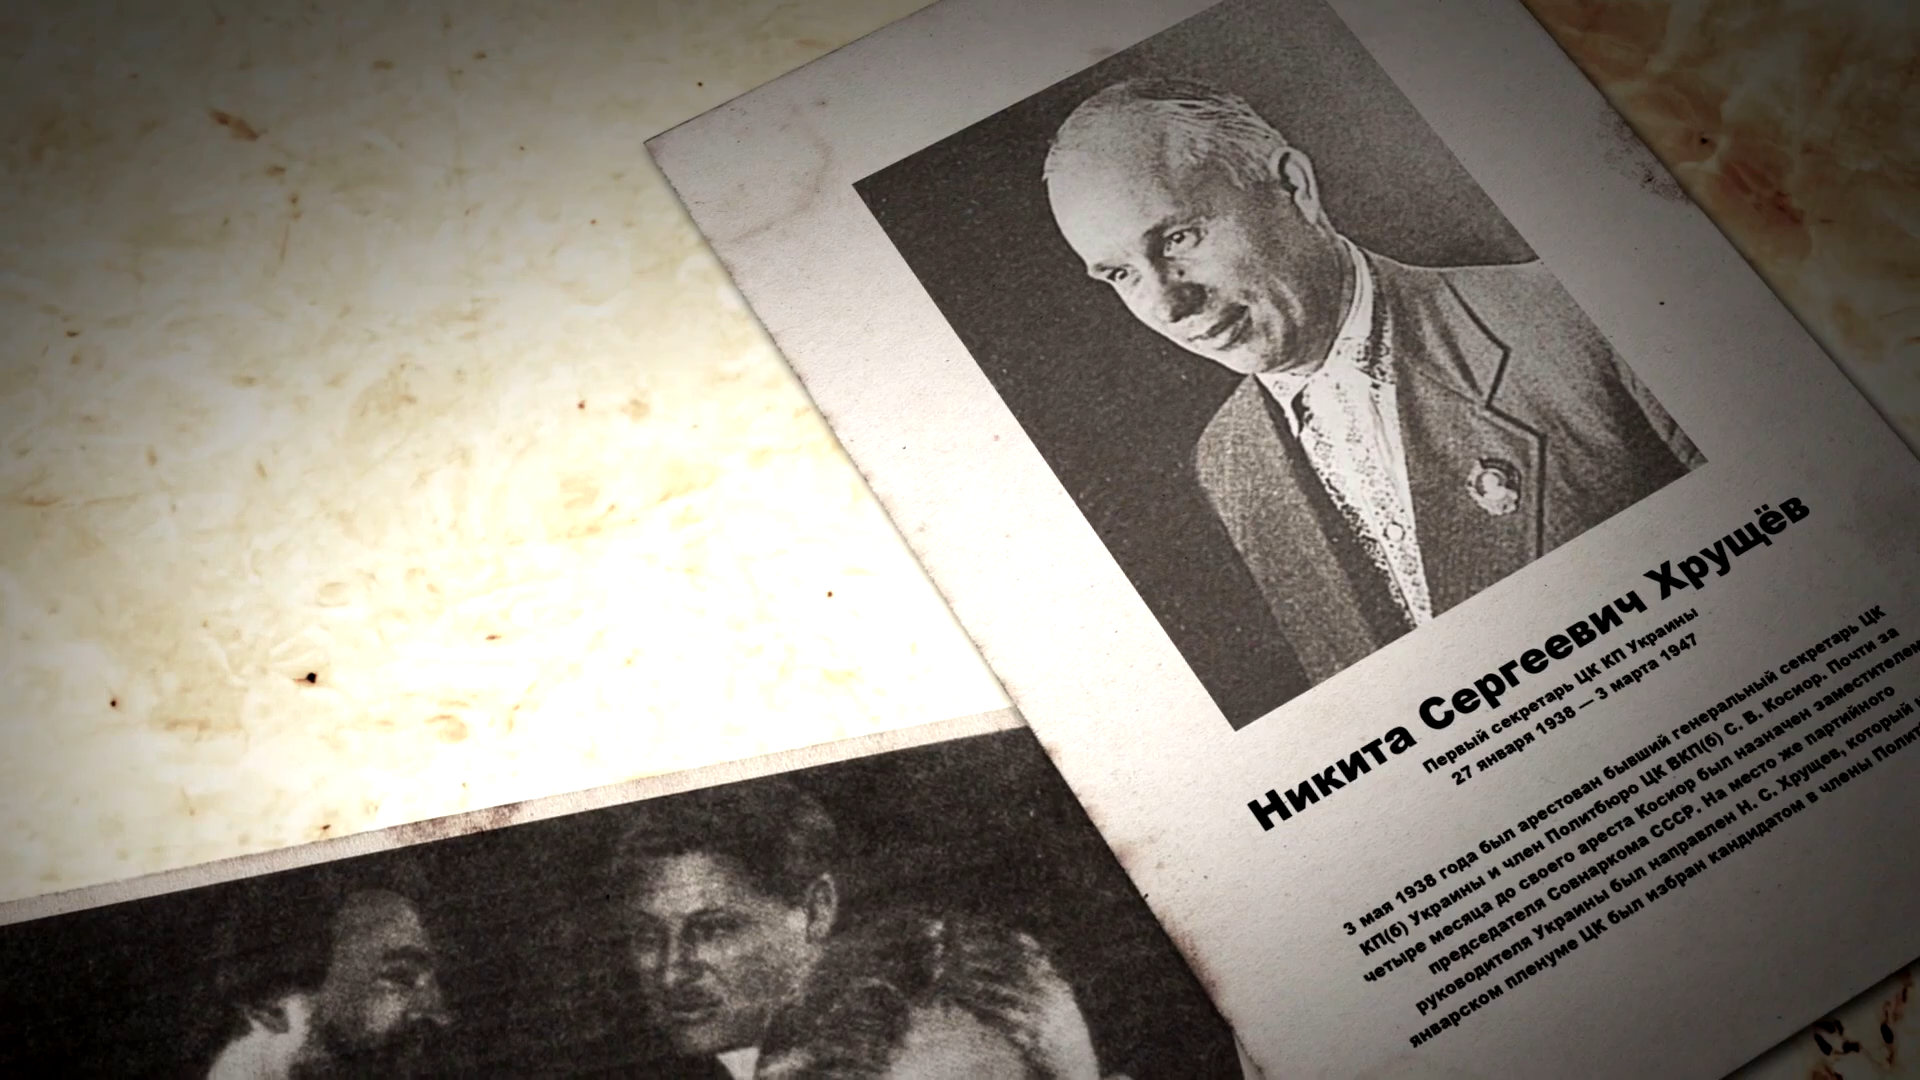 Никита Сергеевич Хрущёв
Первый секретарь ЦК КП Украины
27 января 1938 — 3 марта 1947
3 мая 1938 года был арестован бывший генеральный секретарь ЦК
КП(б) Украины и член Политбюро ЦК ВКП(б) С. В. Косиор. Почти за
четыре месяца до своего ареста Косиор был назначен заместителем
председателя Совнаркома СССР. На место же партийного
руководителя Украины был направлен Н. С. Хрущев, который
январском пленуме ЦК был избран кандидатом в члены